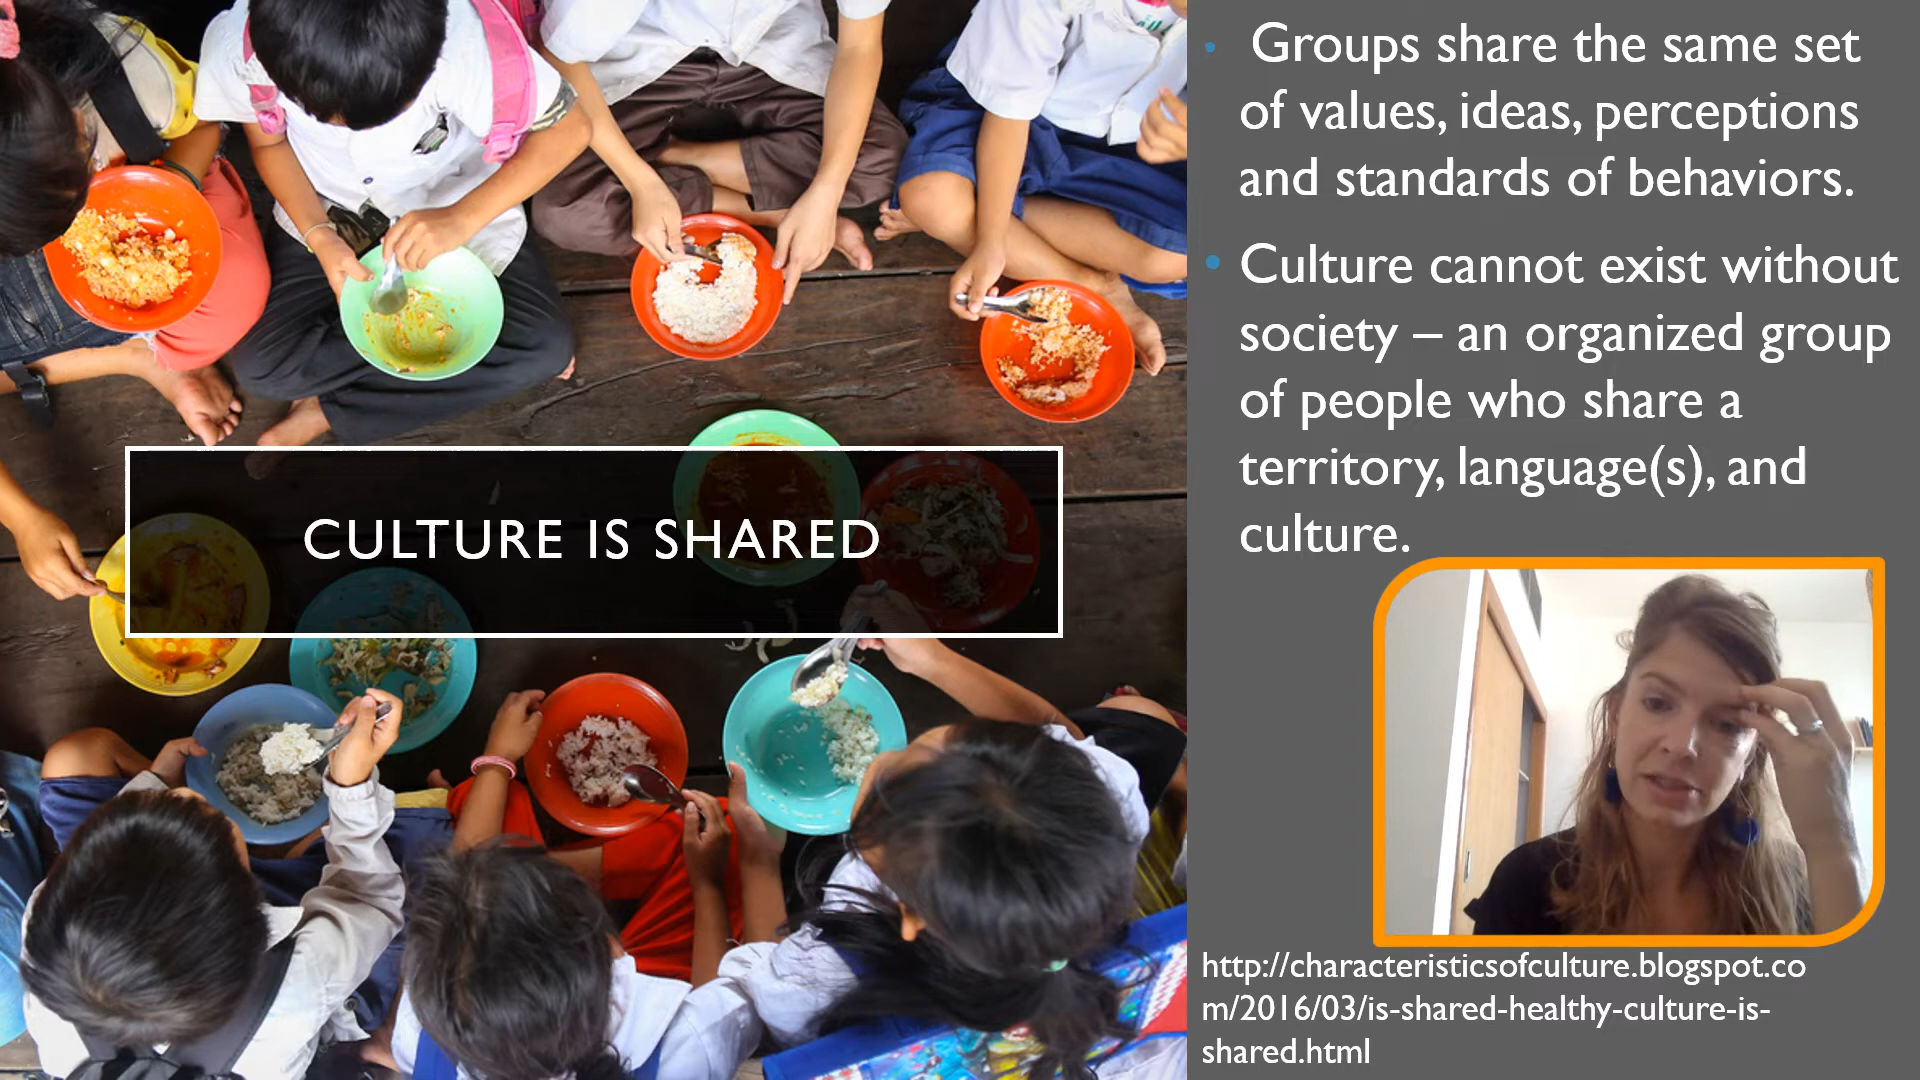 CULTURE IS SHARED
Groups share the same set
of values, ideas, perceptions
and standards of behaviors.
Culture cannot exist without
society – an organized group
of people who share a
territory, language(s), and
culture.
http://characteristicsofculture.blogspot.co
m/2016/03/is-shared-healthy-culture-is-
shared.html